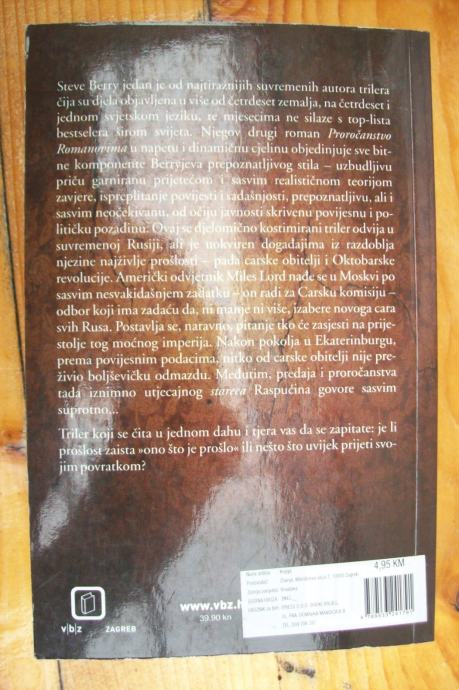 Steve Berry jedan je od najtiražnijih suvremenih autora trilera
čija su djela objavljena u više od četrdeset zemalja, na četrdeset i
jednom svjetskom jeziku, te mjesecima ne silaze s top-lista
bestselera širom svijeta. Njegov drugi roman Proročanstvo
Romanovima u napetu i dinamičnu cjelinu objedinjuje sve bit-
ne komponente Berryjeva prepoznatljivog stila – uzbudljivu
priču garniranu prijetećom i sasvim realističnom teorijom
zavjere, ispreplitanje povijesti i sadašnjosti, prepoznatljivu, ali i
sasvim neočekivanu, od očiju javnosti skrivenu povijesnu i po-
litičku pozadinu. Ovaj se djelomično kostimirani triler odvija u
suvremenoj Rusiji, ali je uokviren događajima iz razdoblja
njezine najživlje prošlosti – pada carske obitelji i Oktobarske
revolucije. Američki odvjetnik Miles Lord nađe se u Moskvi po
sasvim nesvakidašnjem zadatku – on radi za Carsku komisiju –
odbor koji ima zadaću da, ni manje ni više, izabere novoga cara
svih Rusa. Postavlja se, naravno, pitanje tko će zasjesti na prije-
stolje tog moćnog imperija. Nakon pokolja u Ekaterinburgu,
prema povijesnim podacima, nitko od carske obitelji nije pre-
živio boljševičku odmazdu. Međutim, predaja i proročanstva
tada iznimno utjecajnog stareca Raspućina govore sasvim
suprotno...
Triler koji se čita u jednom dahu i tjera vas da se zapitate: je li
prošlost zaista »ono što je prošlo« ili nešto što uvijek prijeti svo-
jim povratkom?
www.vbz.h
39.90 kn
v|b|z
ZAGREB
4,95 KM